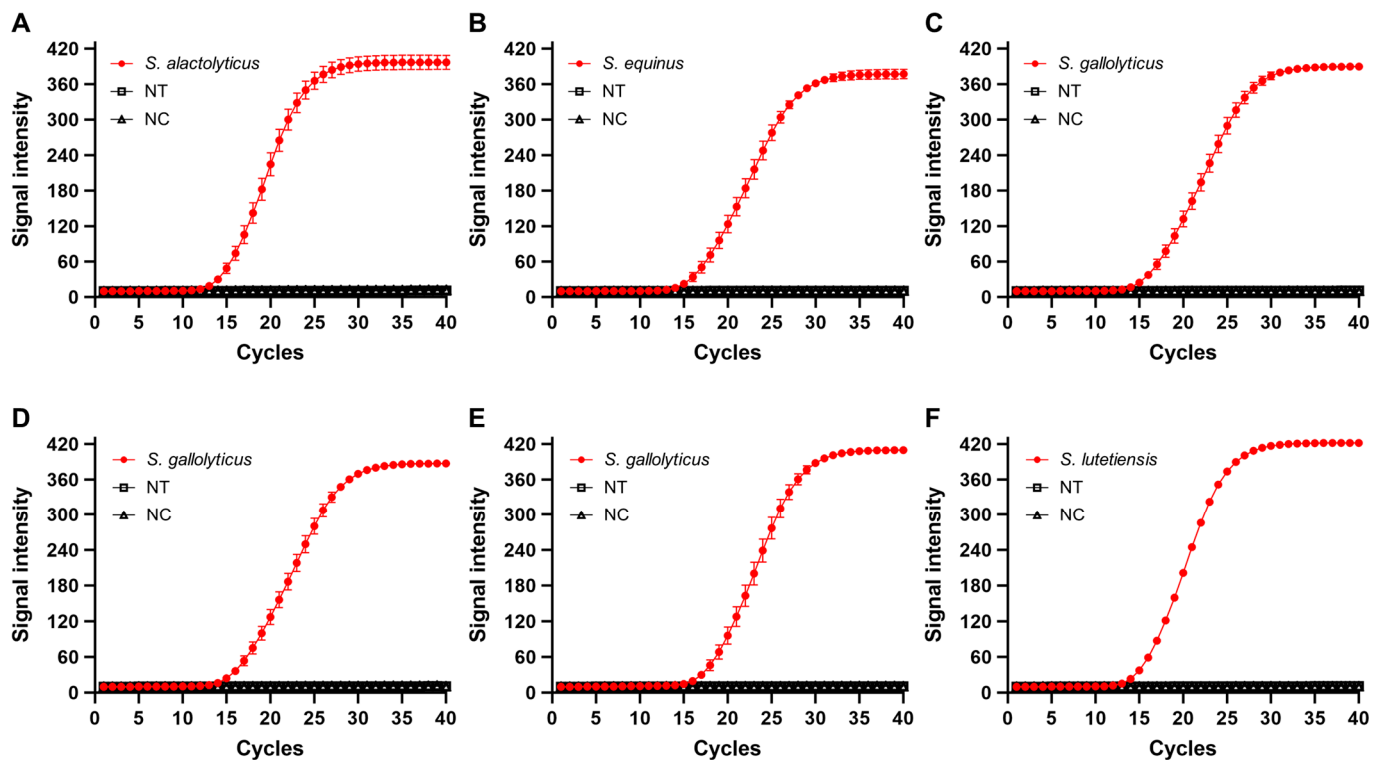 A
Signal intensity
420
360
300
240
180
120
60
0
S. alactolyticus
NT
NC
0 5 10 15 20 25 30 35 40
Cycles
B
Signal intensity
420
360
300
240
180
120
60
0
S. equinus
NT
NC
0 5 10 15 20 25 30 35 40
Cycles
C
Signal intensity
420
360
300
240
180
120
60
0
S. gallolyticus
NT
NC
0 5 10 15 20 25 30 35 40
Cycles
D
Signal intensity
420
360
300
240
180
120
60
0
S. gallolyticus
NT
NC
0 5 10 15 20 25 30 35 40
Cycles
E
Signal intensity
420
360
300
240
180
120
60
0
S. gallolyticus
NT
NC
0 5 10 15 20 25 30 35 40
Cycles
F
Signal intensity
420
360
300
240
180
120
60
0
S. lutetiensis
NT
NC
0 5 10 15 20 25 30 35 40
Cycles